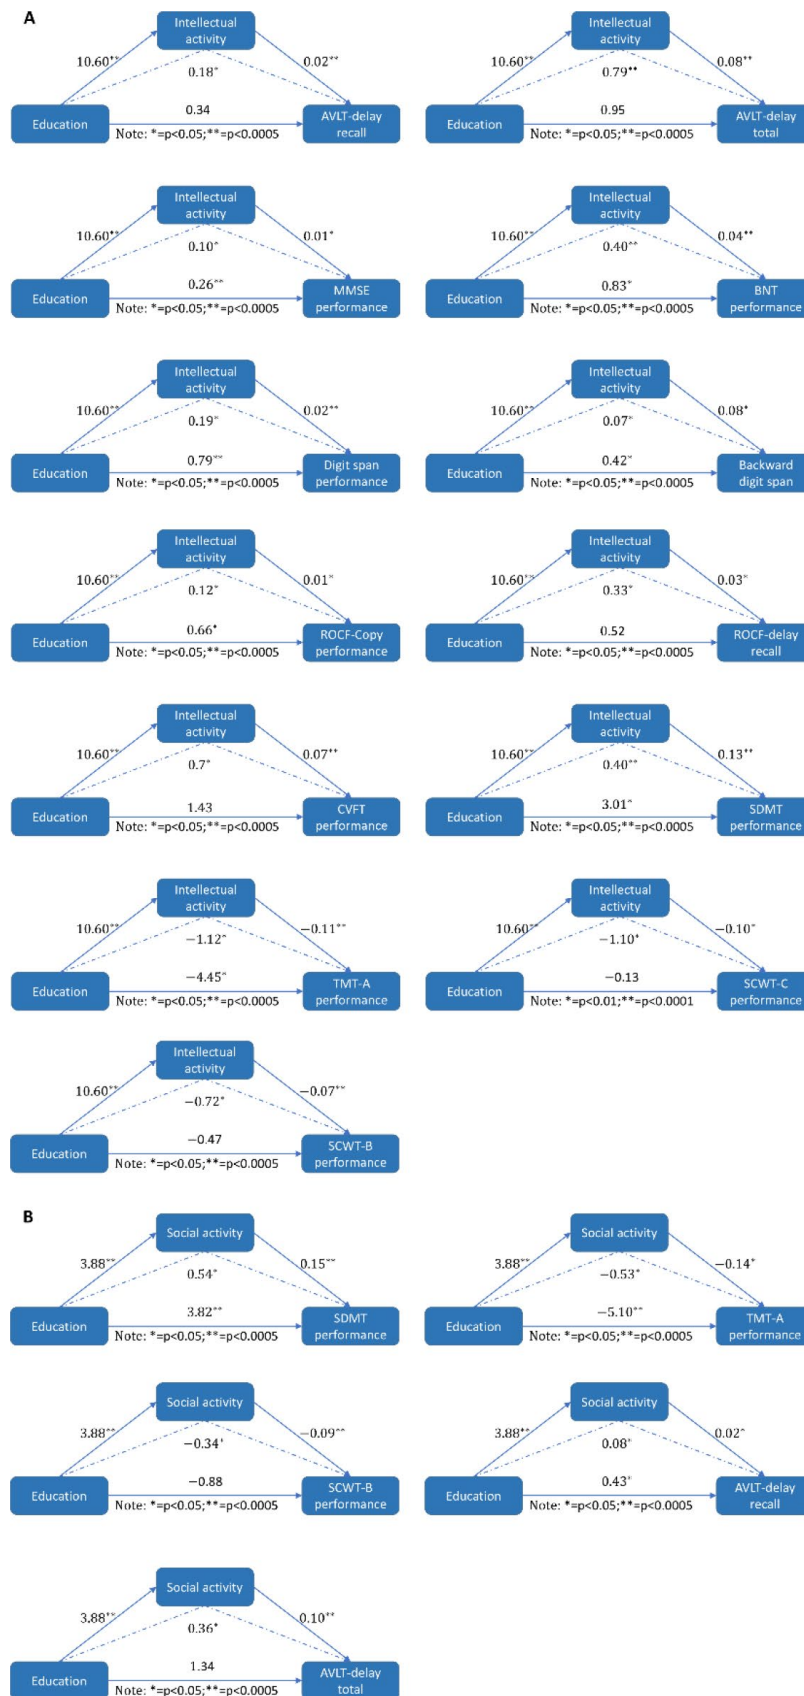 A
Intellectual
activity
10.60**
0.02**
0.18*
0.34
Education
AVLT-delay
recall
Note: *=p<0.05;**=p<0.0005
Intellectual
activity
10.60**
0.08**
0.79**
0.95
Education
AVLT-delay
total
Note: *=p<0.05;**=p<0.0005
Intellectual
activity
10.60**
0.01*
0.10*
0.26**
Education
MMSE
performance
Note: *=p<0.05;**=p<0.0005
Intellectual
activity
10.60**
0.04**
0.40**
0.83*
Education
BNT
performance
Note: *=p<0.05;**=p<0.0005
Intellectual
activity
10.60**
0.02**
0.19*
0.79**
Education
Digit span
performance
Note: *=p<0.05;**=p<0.0005
Intellectual
activity
10.60**
0.08*
0.07*
0.42*
Education
Backward
digit span
Note: *=p<0.05;**=p<0.0005
Intellectual
activity
10.60**
0.01*
0.12*
0.66*
Education
ROCF-Copy
performance
Note: *=p<0.05;**=p<0.0005
Intellectual
activity
10.60**
0.03*
0.33*
0.52
Education
ROCF-delay
recall
Note: *=p<0.05;**=p<0.0005
Intellectual
activity
10.60**
0.07**
0.7*
1.43
Education
CVFT
performance
Note: *=p<0.05;**=p<0.0005
Intellectual
activity
10.60**
0.13**
0.40**
3.01*
Education
SDMT
performance
Note: *=p<0.05;**=p<0.0005
Intellectual
activity
10.60**
−0.11**
−1.12*
−4.45*
Education
TMT-A
performance
Note: *=p<0.05;**=p<0.0005
Intellectual
activity
10.60**
−0.10*
−1.10*
−0.13
Education
SCWT-C
performance
Note: *=p<0.01;**=p<0.0001
Intellectual
activity
10.60**
−0.07**
−0.72*
−0.47
Education
SCWT-B
performance
Note: *=p<0.05;**=p<0.0005
B
Social activity
3.88**
0.15**
0.54*
3.82**
Education
SDMT
performance
Note: *=p<0.05;**=p<0.0005
Social activity
3.88**
−0.14*
−0.53*
−5.10**
Education
TMT-A
performance
Note: *=p<0.05;**=p<0.0005
Social activity
3.88**
−0.09**
−0.34*
−0.88
Education
SCWT-B
performance
Note: *=p<0.05;**=p<0.0005
Social activity
3.88**
0.02*
0.08*
0.43*
Education
AVLT-delay
recall
Note: *=p<0.05;**=p<0.0005
Social activity
3.88**
0.10**
0.36*
1.34
Education
AVLT-delay
total
Note: *=p<0.05;**=p<0.0005